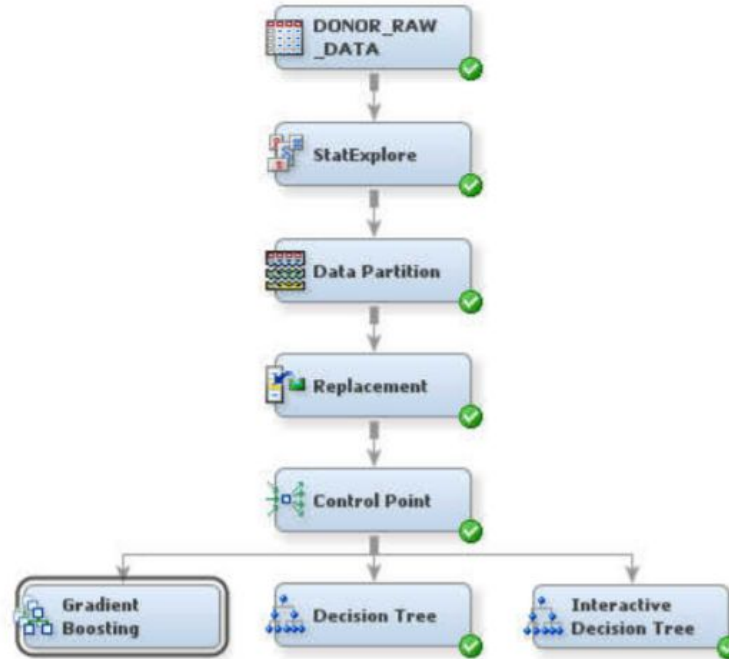 DONOR_RAW
_DATA
StatExplore
Data Partition
Replacement
Control Point
Gradient
Boosting
Decision Tree
Interactive
Decision Tree